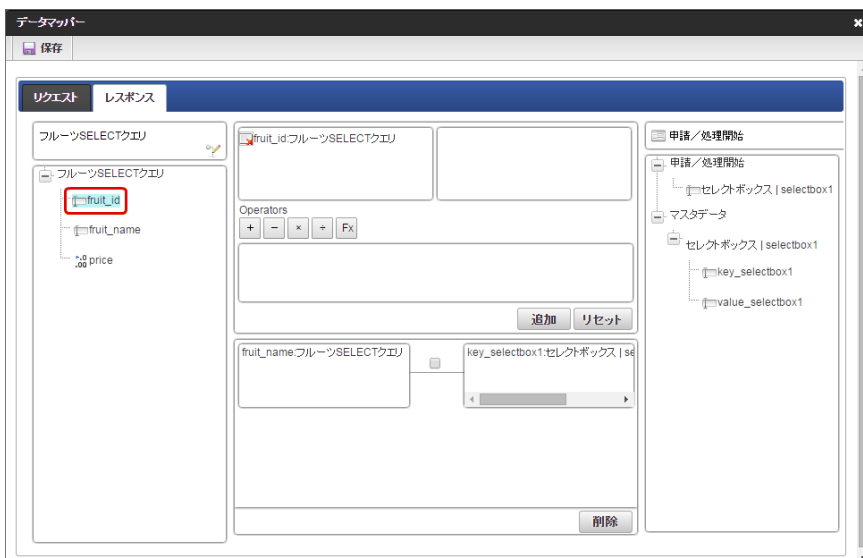 データマッパー
保存
リクエスト レスポンス
フルーツSELECTクエリ
フルーツSELECTクエリ
fruit_id
fruit_name
price
fruit_id:フルーツSELECTクエリ
Operators
+ − × ÷ Fx
追加 リセット
fruit_name:フルーツSELECTクエリ
key_selectbox1:セレクトボックス | se
削除
申請/処理開始
申請/処理開始
セレクトボックス | selectbox1
マスタデータ
セレクトボックス | selectbox1
key_selectbox1
value_selectbox1